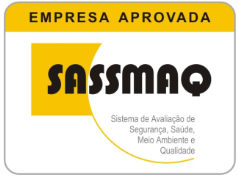 EMPRESA APROVADA
SASSMAQ
Sistema de Avaliação de
Segurança, Saúde,
Meio Ambiente e
Qualidade